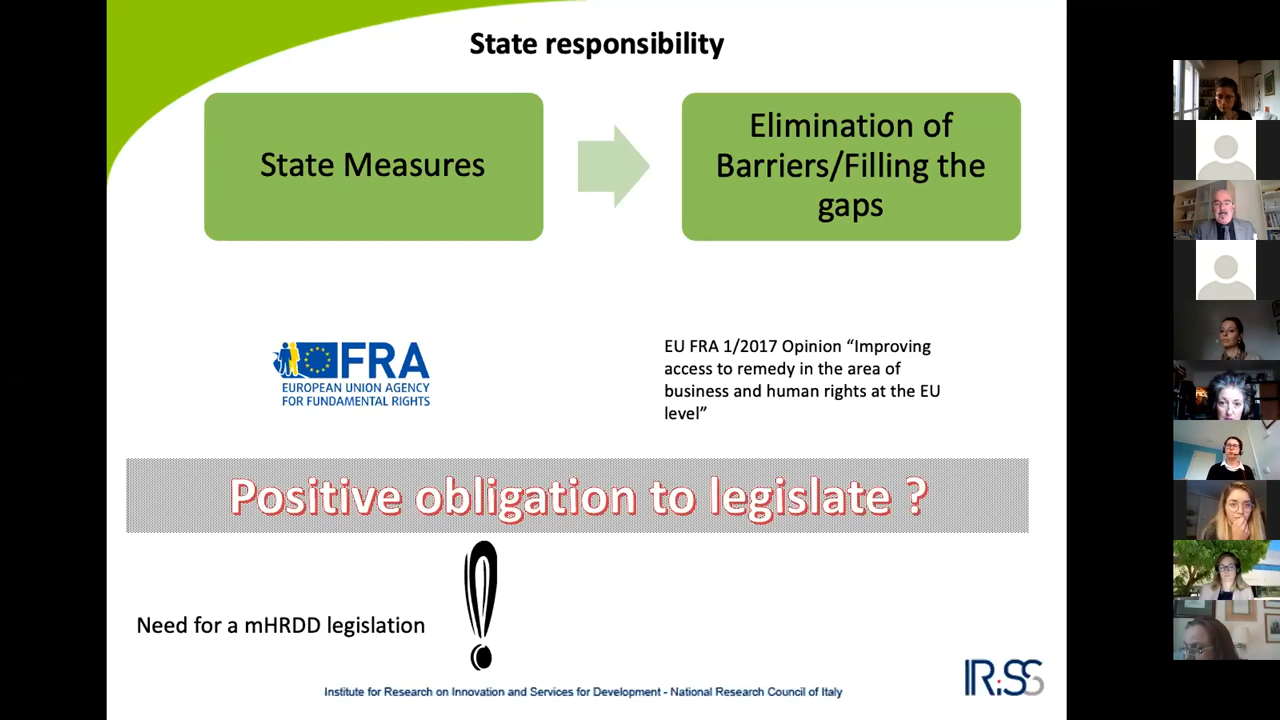 State responsibility
State Measures
Elimination of
Barriers/Filling the
gaps
FRA
EUROPEAN UNION AGENCY
FOR FUNDAMENTAL RIGHTS
EU FRA 1/2017 Opinion “Improving
access to remedy in the area of
business and human rights at the EU
level”
Positive obligation to legislate ?
!
Need for a mHRDD legislation
Institute for Research on Innovation and Services for Development - National Research Council of Italy
IRiSS